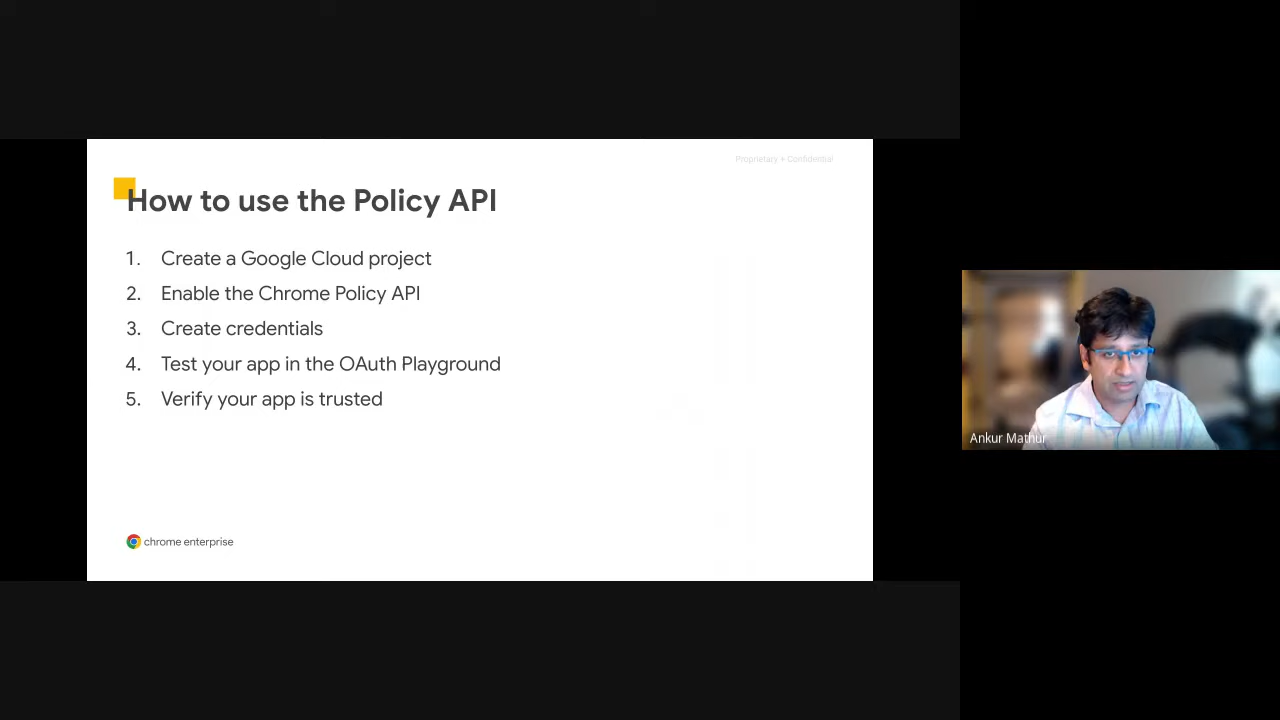 Proprietary + Confidential
How to use the Policy API
1. Create a Google Cloud project
2. Enable the Chrome Policy API
3. Create credentials
4. Test your app in the OAuth Playground
5. Verify your app is trusted
chrome enterprise
Ankur Mathur